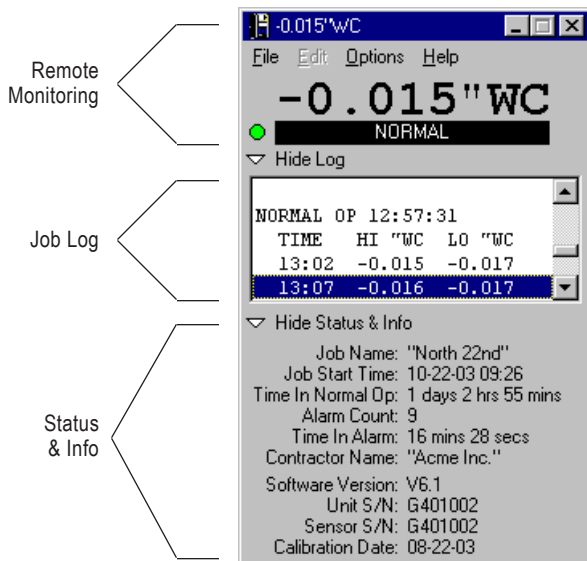 -0.015"WC
File Edit Options Help
Remote
Monitoring
-0.015"WC
NORMAL
Hide Log
Job Log
NORMAL OP 12:57:31
TIME HI "WC LO "WC
13:02 -0.015 -0.017
13:07 -0.016 -0.017
Hide Status & Info
Status
& Info
Job Name: "North 22nd"
Job Start Time: 10-22-03 09:26
Time In Normal Op: 1 days 2 hrs 55 mins
Alarm Count: 9
Time In Alarm: 16 mins 28 secs
Contractor Name: "Acme Inc."
Software Version: V6.1
Unit S/N: G401002
Sensor S/N: G401002
Calibration Date: 08-22-03